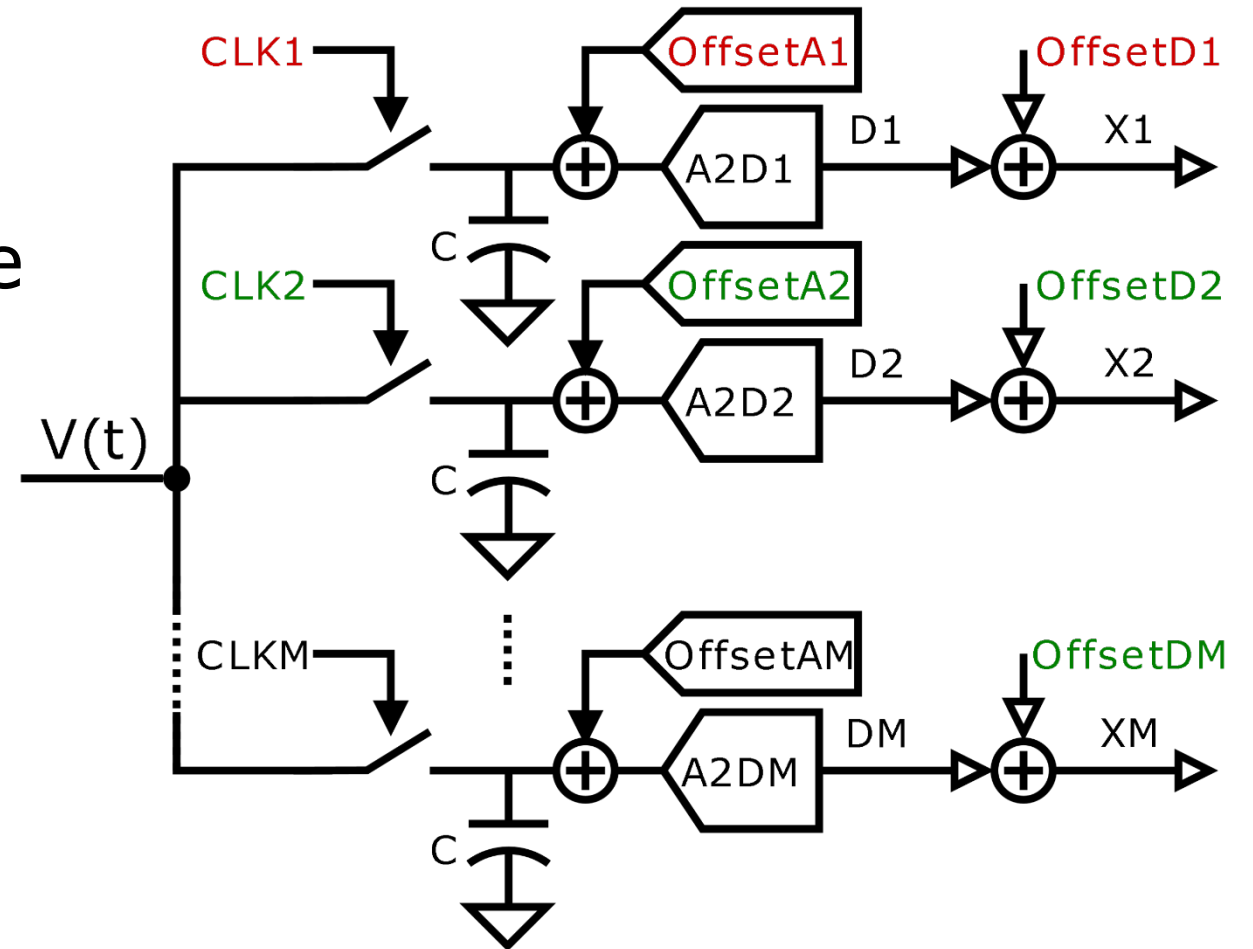 CLK1 OffsetA1 OffsetD1
A2D1 D1 X1
C
e
CLK2 OffsetA2 OffsetD2
A2D2 D2 X2
V(t)
C
CLKM OffsetAM OffsetDM
A2DM DM XM
C